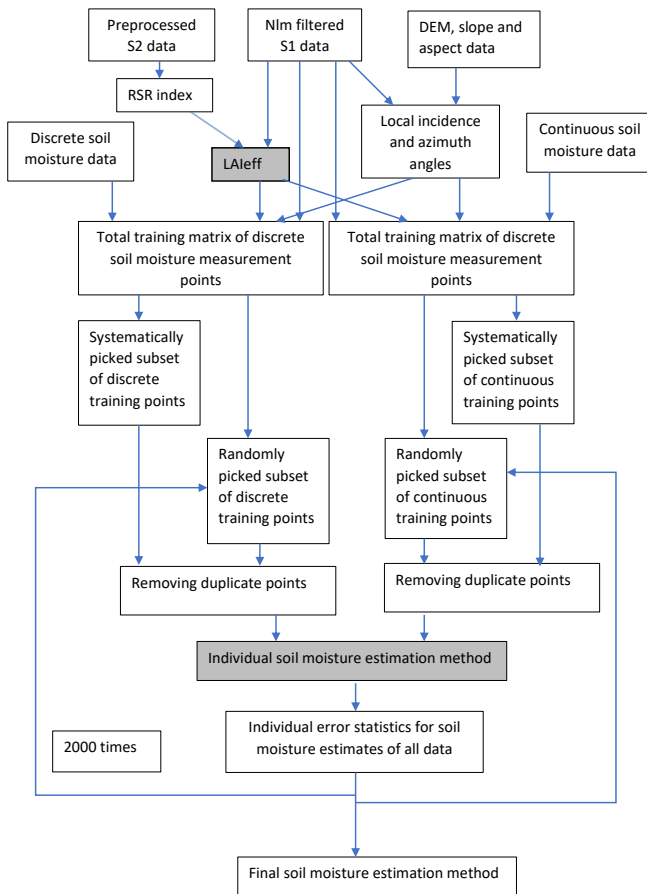 Preprocessed
S2 data
Nlm filtered
S1 data
DEM, slope and
aspect data
RSR index
Discrete soil
moisture data
LAIeff
Local incidence
and azimuth
angles
Continuous soil
moisture data
Total training matrix of discrete
soil moisture measurement
points
Total training matrix of discrete
soil moisture measurement
points
Systematically
picked subset
of discrete
training points
Systematically
picked subset
of continuous
training points
Randomly
picked subset
of discrete
training points
Randomly
picked subset
of continuous
training points
Removing duplicate points
Removing duplicate points
Individual soil moisture estimation method
Individual error statistics for soil
moisture estimates of all data
2000 times
Final soil moisture estimation method